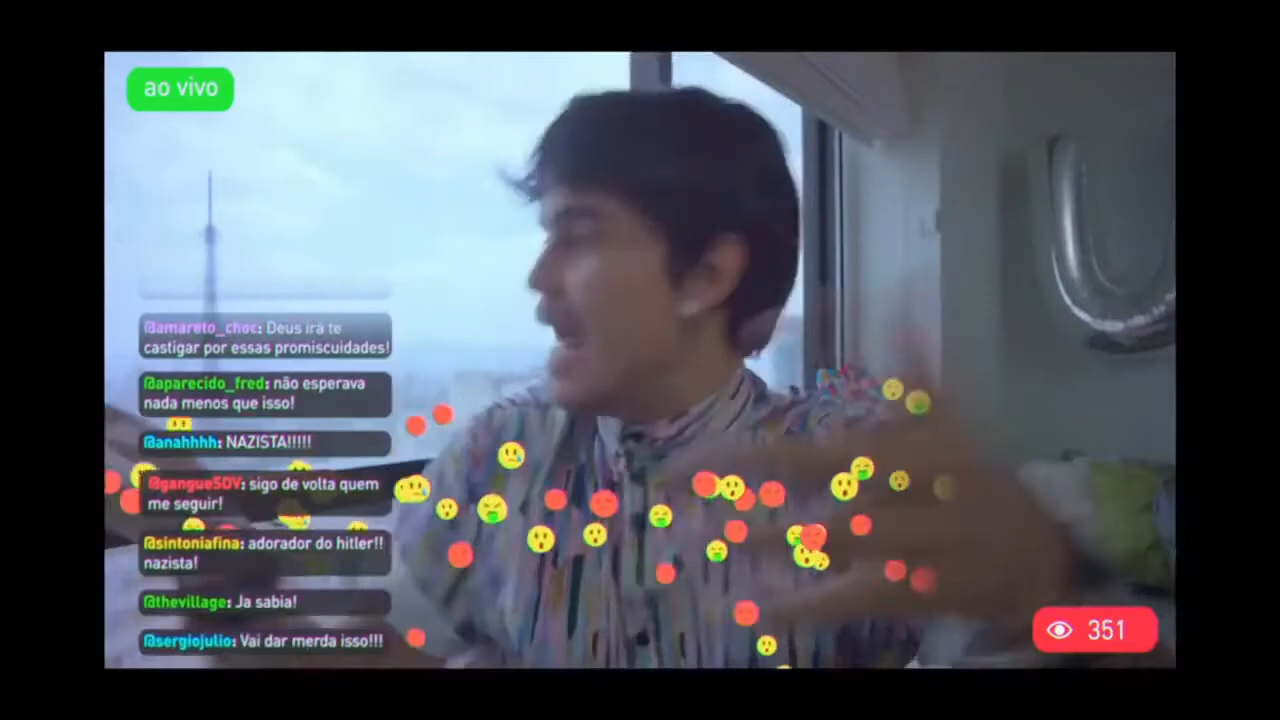 ao vivo
@amareto_choc: Deus irá te
castigar por essas promiscuidades!
@aparecido_fred: não esperava
nada menos que isso!
@anahhhh: NAZISTA!!!!!
@gangueSDV: sigo de volta quem
me seguir!
@sintoniafina: adorador do hitler!!
nazista!
@thevillage: Ja sabia!
@sergiojulio: Vai dar merda isso!!!
351